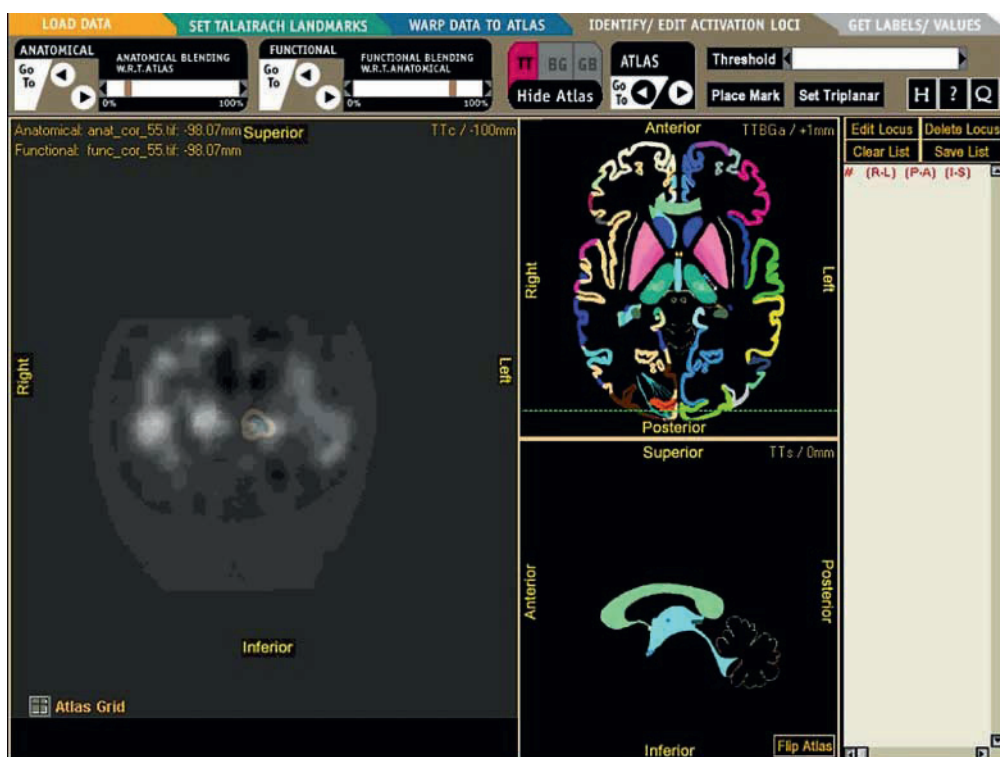 LOAD DATA
SET TALAIRACH LANDMARKS
WARP DATA TO ATLAS
IDENTIFY/ EDIT ACTIVATION LOCI
GET LABELS/ VALUES
ANATOMICAL
Go
To
ANATOMICAL BLENDING
W.R.T.ATLAS
0%
100%
FUNCTIONAL
Go
To
FUNCTIONAL BLENDING
W.R.T.ANATOMICAL
0%
100%
TT
BG
GB
Hide Atlas
ATLAS
Go
To
Threshold
Place Mark
Set Triplanar
H
?
Q
Anatomical: anat_cor_55.tif: -98.07mm
Functional: func_cor_55.tif: -98.07mm
Superior
TTc / -100mm
Right
Left
Inferior
Atlas Grid
Anterior
TTBGa / +1mm
Right
Left
Posterior
Superior
TTs / 0mm
Anterior
Posterior
Inferior
Flip Atlas
Edit Locus
Delete Locus
Clear List
Save List
# (R-L) (P-A) (I-S)